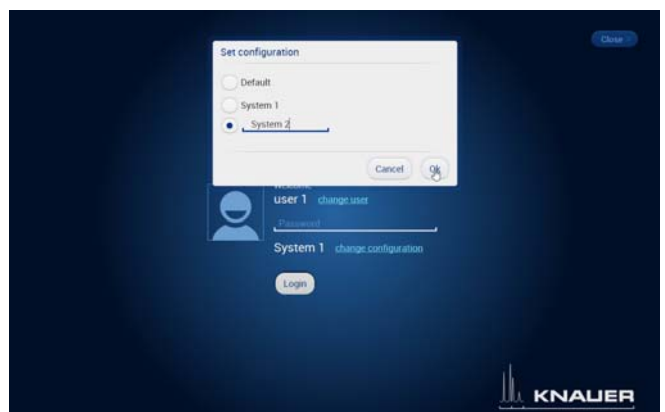 Close
Set configuration
Default
System 1
System 2
Cancel Ok
Welcome
user 1 change user
Password
System 1 change configuration
Login
KNAUER